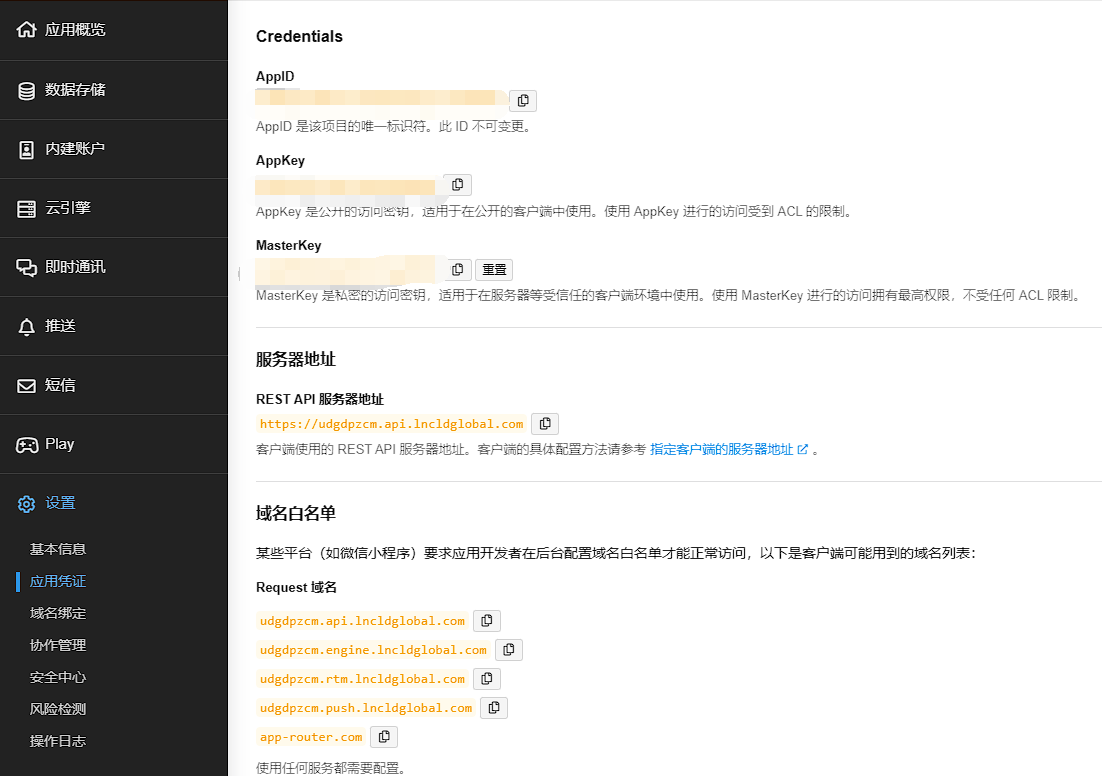 应用概览
数据存储
内建账户
云引擎
即时通讯
推送
短信
Play
设置
基本信息
应用凭证
域名绑定
协作管理
安全中心
风险检测
操作日志
Credentials
AppID
AppID 是该项目的唯一标识符。此 ID 不可变更。
AppKey
AppKey 是公开的访问密钥，适用于在公开的客户端中使用。使用 AppKey 进行的访问受到 ACL 的限制。
MasterKey
重置
MasterKey 是私密的访问密钥，适用于在服务器等受信任的客户端环境中使用。使用 MasterKey 进行的访问拥有最高权限，不受任何 ACL 限制。
服务器地址
REST API 服务器地址
https://udgdpzcm.api.lncldglobal.com
客户端使用的 REST API 服务器地址。客户端的具体配置方法请参考 指定客户端的服务器地址 。
域名白名单
某些平台（如微信小程序）要求应用开发者在后台配置域名白名单才能正常访问，以下是客户端可能用到的域名列表：
Request 域名
udgdpzcm.api.lncldglobal.com
udgdpzcm.engine.lncldglobal.com
udgdpzcm.rtm.lncldglobal.com
udgdpzcm.push.lncldglobal.com
app-router.com
使用任何服务都需要配置。